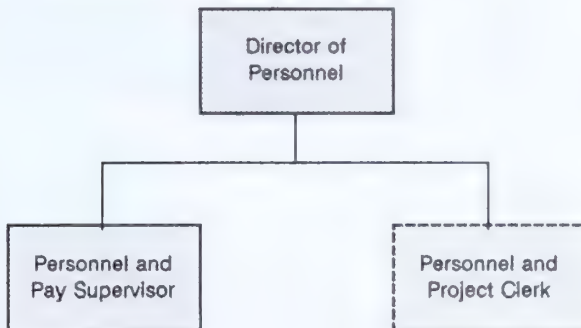 Director of
Personnel
Personnel and
Pay Supervisor
Personnel and
Project Clerk